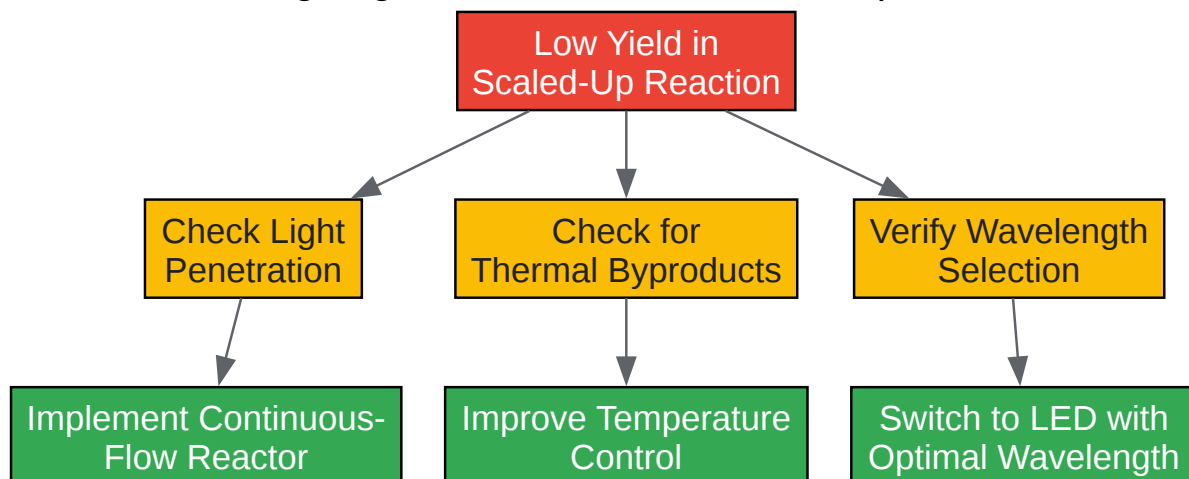 Low Yield in
Scaled-Up Reaction
Check Light
Penetration
Check for
Thermal Byproducts
Verify Wavelength
Selection
Implement Continuous-
Flow Reactor
Improve Temperature
Control
Switch to LED with
Optimal Wavelength